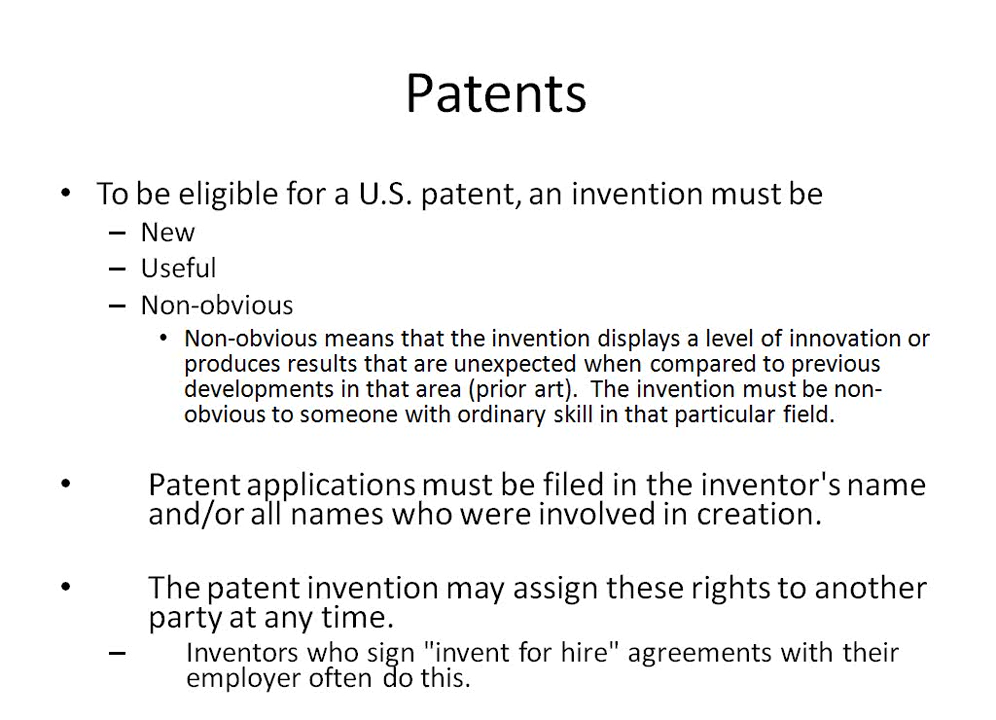 Patents
• To be eligible for a U.S. patent, an invention must be
– New
– Useful
– Non-obvious
• Non-obvious means that the invention displays a level of innovation or
produces results that are unexpected when compared to previous
developments in that area (prior art).  The invention must be non-
obvious to someone with ordinary skill in that particular field.
• Patent applications must be filed in the inventor's name
and/or all names who were involved in creation.
• The patent invention may assign these rights to another
party at any time.
– Inventors who sign "invent for hire" agreements with their
employer often do this.